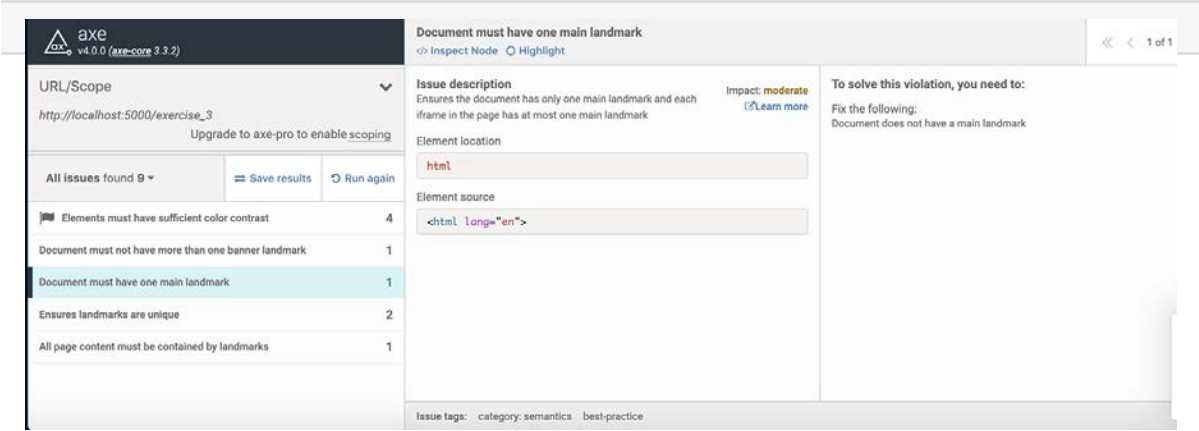 axe
v4.0.0 (axe-core 3.3.2)
URL/Scope
http://localhost:5000/exercise_3
Upgrade to axe-pro to enable scoping
All issues found 9
Save results
Run again
Elements must have sufficient color contrast 4
Document must not have more than one banner landmark 1
Document must have one main landmark 1
Ensures landmarks are unique 2
All page content must be contained by landmarks 1
Document must have one main landmark
</> Inspect Node Highlight
1 of 1
Issue description
Ensures the document has only one main landmark and each
iframe in the page has at most one main landmark
Impact: moderate
Learn more
Element location
html
Element source
<html lang="en">
To solve this violation, you need to:
Fix the following:
Document does not have a main landmark
Issue tags: category: semantics best-practice